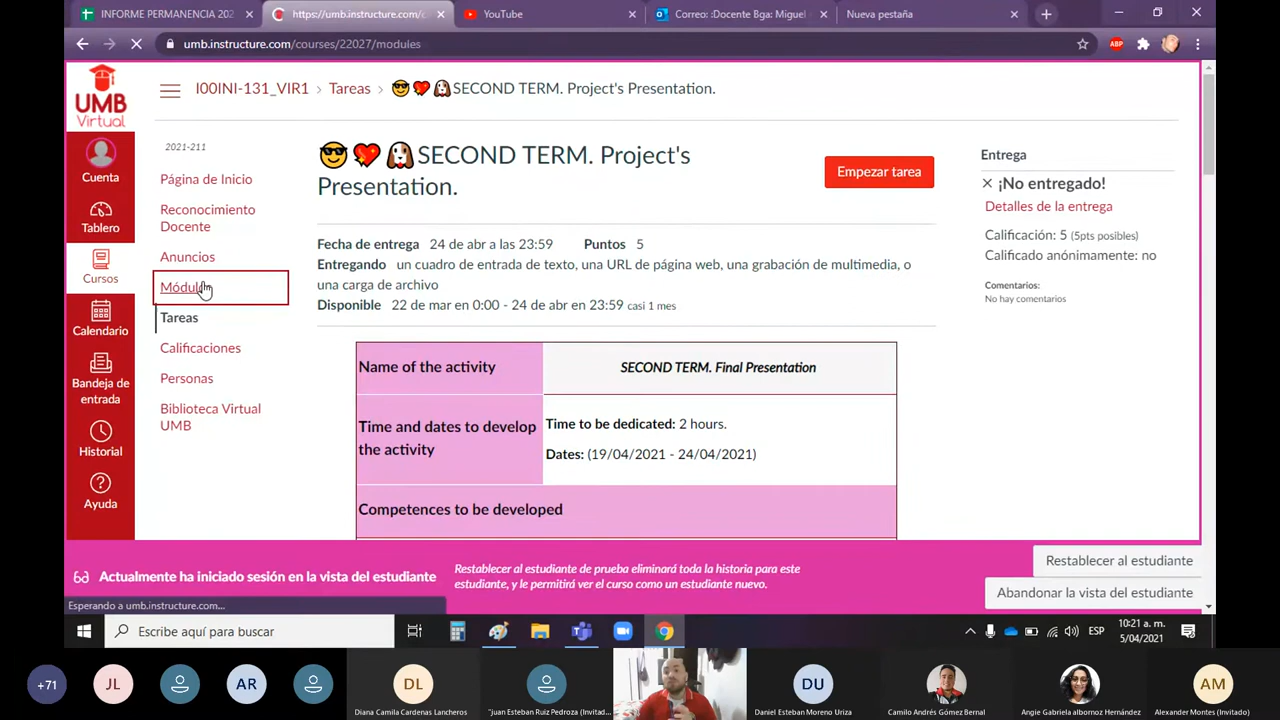 INFORME PERMANENCIA 202
https://umb.instructure.com/c
YouTube
Correo: :Docente Bga: Miguel
Nueva pestaña
umb.instructure.com/courses/22027/modules
ABP
UMB
Virtual
I00INI-131_VIR1 › Tareas › 😎💖🐶SECOND TERM. Project's Presentation.
2021-211
Página de Inicio
Reconocimiento
Docente
Anuncios
Módulos
Tareas
Calificaciones
Personas
Biblioteca Virtual
UMB
Cuenta
Tablero
Cursos
Calendario
Bandeja de
entrada
Historial
Ayuda
😎💖🐶SECOND TERM. Project's
Presentation.
Empezar tarea
Fecha de entrega 24 de abr a las 23:59 Puntos 5
Entregando un cuadro de entrada de texto, una URL de página web, una grabación de multimedia, o
una carga de archivo
Disponible 22 de mar en 0:00 - 24 de abr en 23:59 casi 1 mes
Name of the activity
SECOND TERM. Final Presentation
Time and dates to develop
the activity
Time to be dedicated: 2 hours.
Dates: (19/04/2021 - 24/04/2021)
Competences to be developed
Entrega
¡No entregado!
Detalles de la entrega
Calificación: 5 (5pts posibles)
Calificado anónimamente: no
Comentarios:
No hay comentarios
Actualmente ha iniciado sesión en la vista del estudiante
Restablecer al estudiante de prueba eliminará toda la historia para este
estudiante, y le permitirá ver el curso como un estudiante nuevo.
Restablecer al estudiante
Abandonar la vista del estudiante
Esperando a umb.instructure.com...
Escribe aquí para buscar
ESP
10:21 a. m.
5/04/2021
+71
JL
AR
DL
Diana Camila Cardenas Lancheros
"juan Esteban Ruiz Pedroza (Invitad...
DU
Daniel Esteban Moreno Uriza
Camilo Andrés Gómez Bernal
Angie Gabriela albornoz Hernández
AM
Alexander Montes (Invitado)